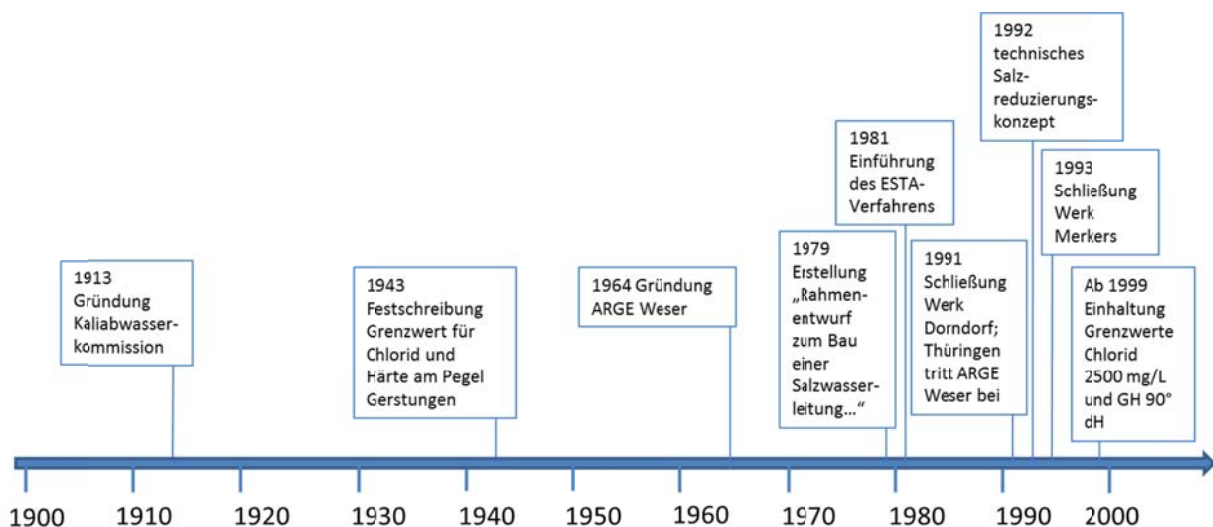 1913
Gründung
Kaliabwasser-
kommission
1943
Festschreibung
Grenzwert für
Chlorid und
Härte am Pegel
Gerstungen
1964 Gründung
ARGE Weser
1979
Erstellung
„Rahmen-
entwurf
zum Bau
einer
Salzwasser-
leitung...“
1981
Einführung
des ESTA-
Verfahrens
1991
Schließung
Werk
Dorndorf;
Thüringen
tritt ARGE
Weser bei
1992
technisches
Salz-
reduzierungs-
konzept
1993
Schließung
Werk
Merkers
Ab 1999
Einhaltung
Grenzwerte
Chlorid
2500 mg/L
und GH 90°
dH
1900 1910 1920 1930 1940 1950 1960 1970 1980 1990 2000